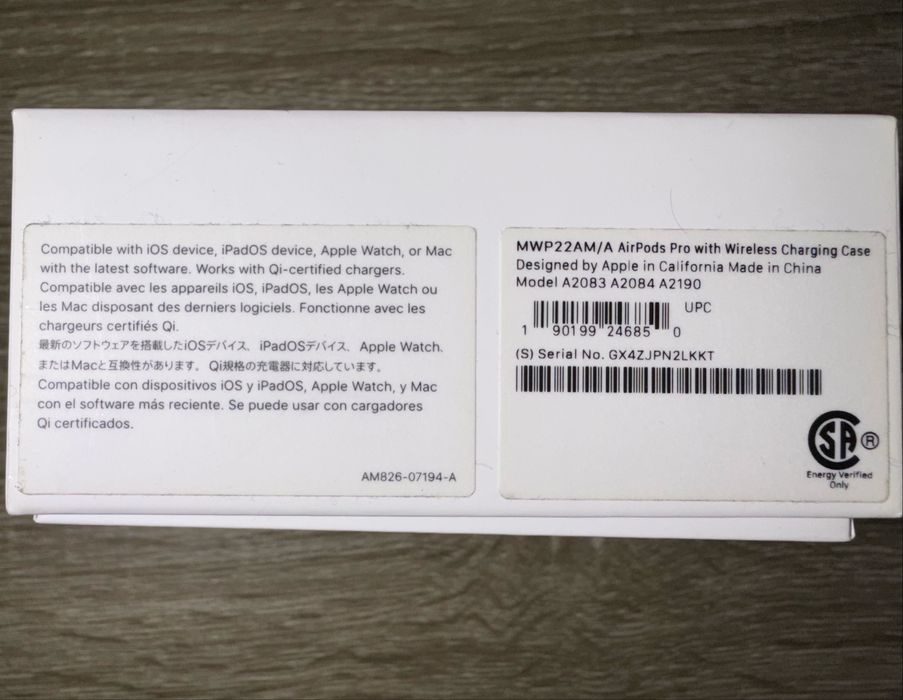 Compatible with iOS device, iPadOS device, Apple Watch, or Mac
with the latest software. Works with Qi-certified chargers.
Compatible avec les appareils iOS, iPadOS, les Apple Watch ou
les Mac disposant des derniers logiciels. Fonctionne avec les
chargeurs certifiés Qi.
最新のソフトウェアを搭載したiOSデバイス、iPadOSデバイス、Apple Watch、
またはMacと互換性があります。Qi規格の充電器に対応しています。
Compatible con dispositivos iOS y iPadOS, Apple Watch, y Mac
con el software más reciente. Se puede usar con cargadores
Qi certificados.
AM826-07194-A
MWP22AM/A AirPods Pro with Wireless Charging Case
Designed by Apple in California Made in China
Model A2083 A2084 A2190
UPC
1 90199 24685 0
(S) Serial No. GX4ZJPN2LKKT
SA ®
Energy Verified
Only